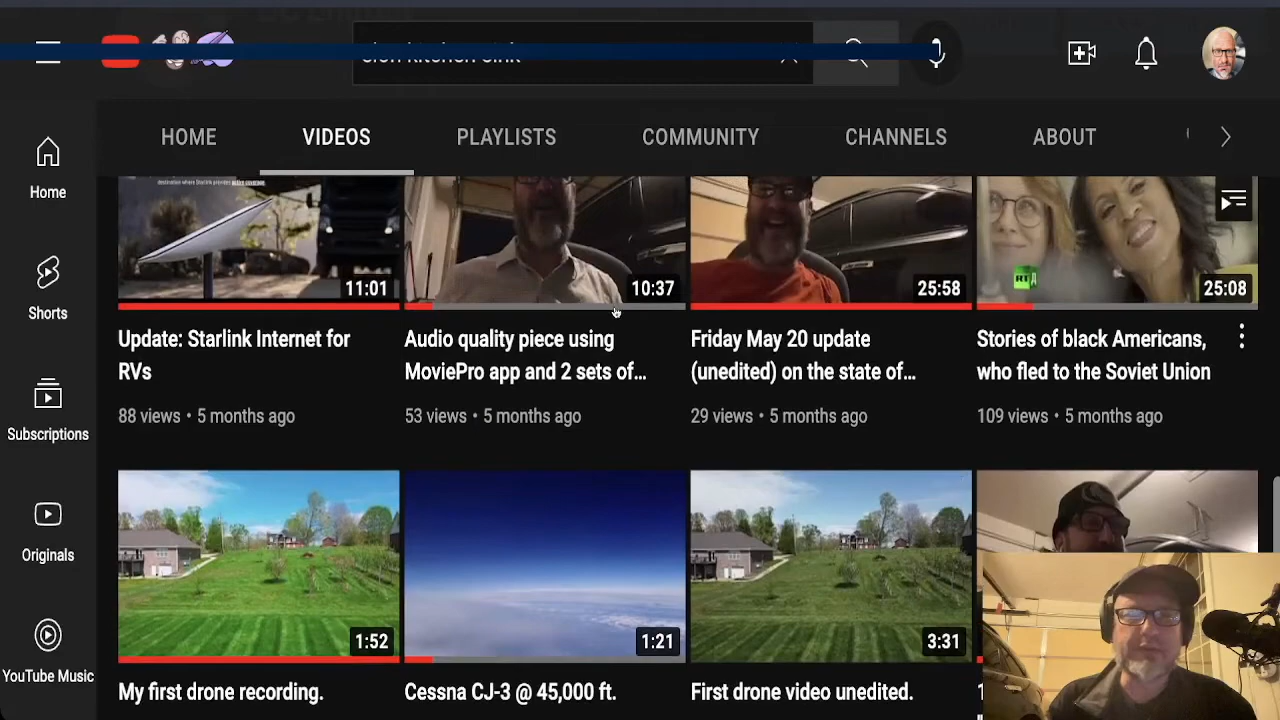 HOME VIDEOS PLAYLISTS COMMUNITY CHANNELS ABOUT
Home
Shorts
Subscriptions
Originals
YouTube Music
11:01
10:37
25:58
25:08
Update: Starlink Internet for
RVs
88 views • 5 months ago
Audio quality piece using
MoviePro app and 2 sets of...
53 views • 5 months ago
Friday May 20 update
(unedited) on the state of...
29 views • 5 months ago
Stories of black Americans,
who fled to the Soviet Union
109 views • 5 months ago
RT
1:52
1:21
3:31
My first drone recording.
Cessna CJ-3 @ 45,000 ft.
First drone video unedited.